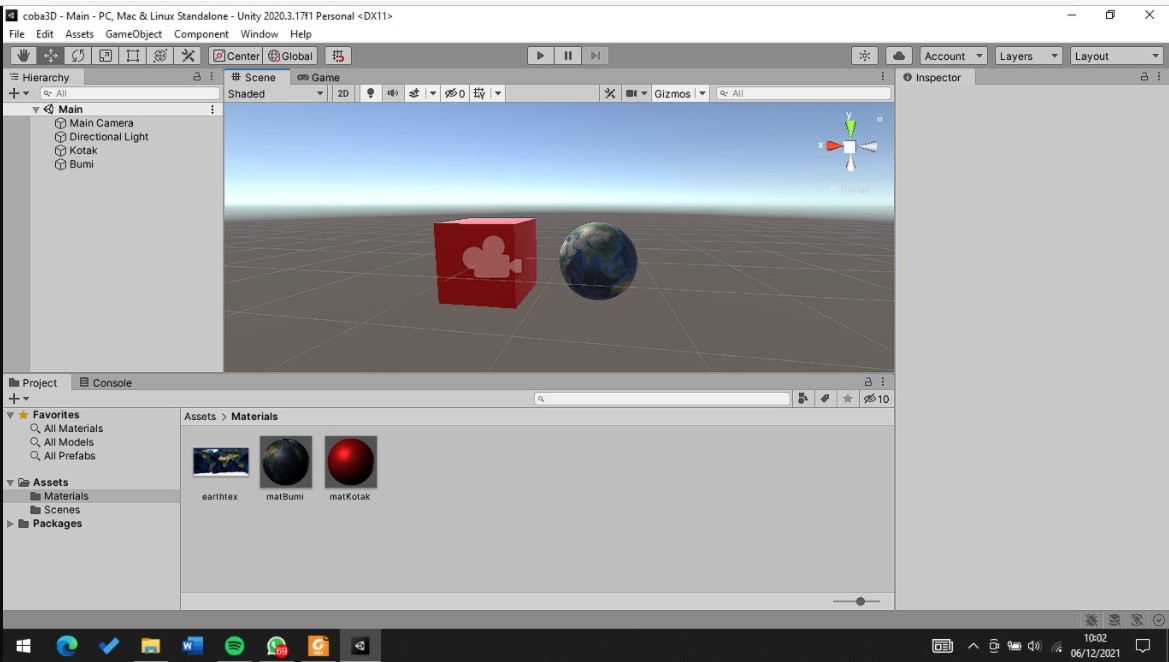 coba3D - Main - PC, Mac & Linux Standalone - Unity 2020.3.17f1 Personal <DX11>
File Edit Assets GameObject Component Window Help
Center Global Account Layers Layout
Hierarchy Scene Game Inspector
All Shaded 2D 0 Gizmos All
Main
Main Camera
Directional Light
Kotak
Bumi
y
x
Persp
Project Console
10
Favorites
All Materials
All Models
All Prefabs
Assets
Materials
Scenes
Packages
Assets > Materials
earthtex matBumi matKotak
69
10:02
06/12/2021